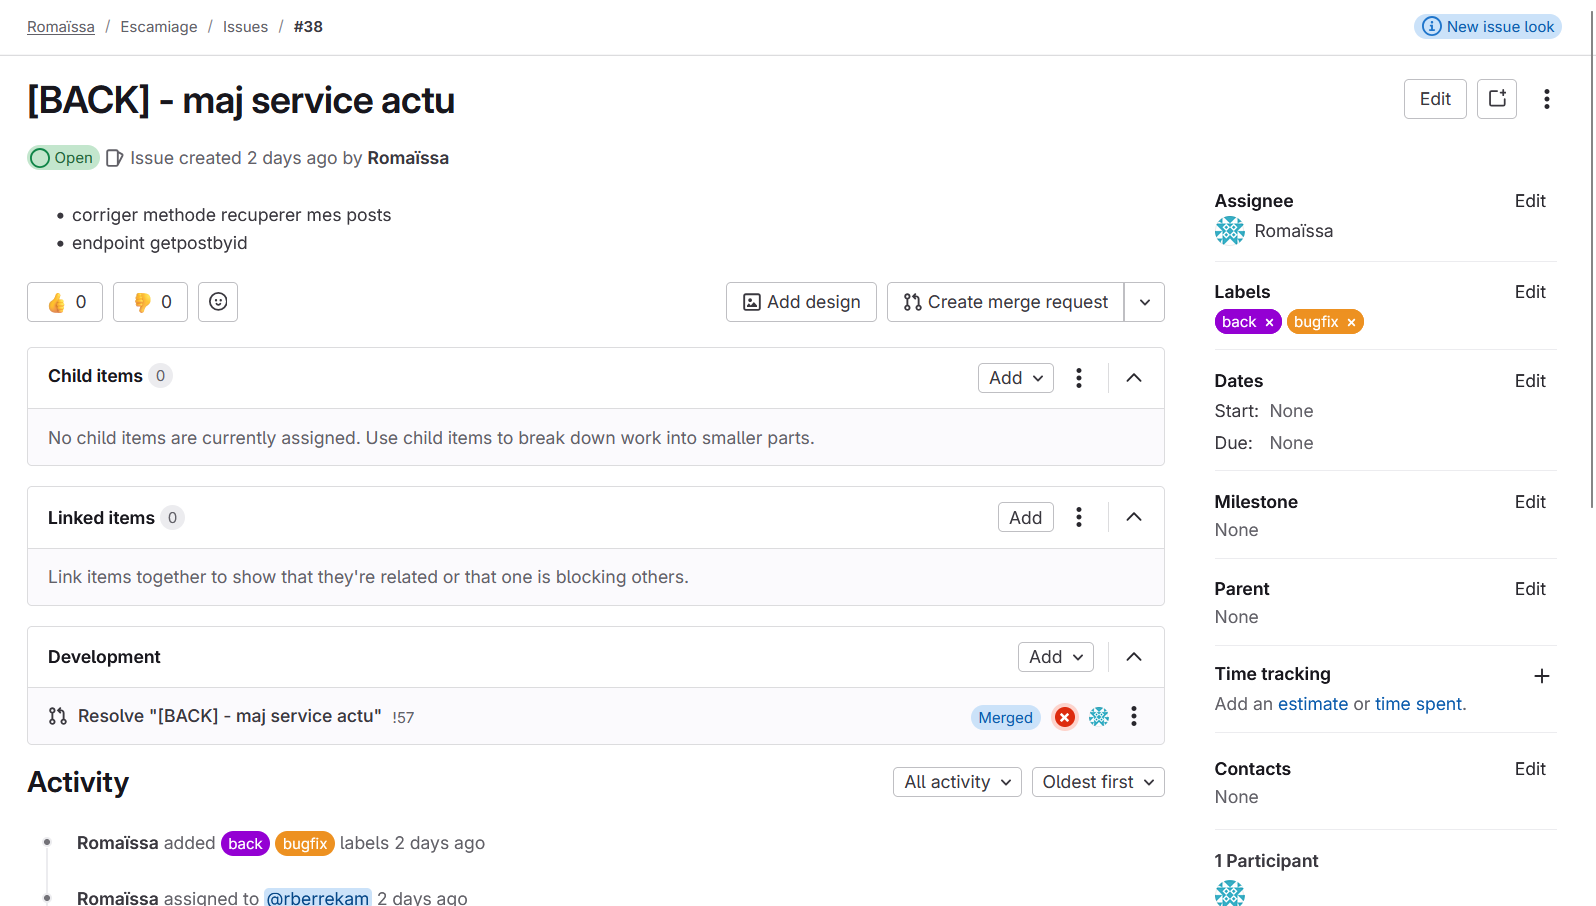 Romaïssa / Escamiage / Issues / #38
New issue look
[BACK] - maj service actu
Edit
Open Issue created 2 days ago by Romaïssa
• corriger methode recuperer mes posts
• endpoint getpostbyid
0 0
Add design Create merge request
Child items 0 Add
No child items are currently assigned. Use child items to break down work into smaller parts.
Linked items 0 Add
Link items together to show that they're related or that one is blocking others.
Development Add
Resolve "[BACK] - maj service actu" !57 Merged
Activity All activity Oldest first
Romaïssa added back bugfix labels 2 days ago
Romaïssa assigned to @rberrekam 2 days ago
Assignee Edit
Romaïssa
Labels Edit
back × bugfix ×
Dates Edit
Start: None
Due: None
Milestone Edit
None
Parent Edit
None
Time tracking +
Add an estimate or time spent.
Contacts Edit
None
1 Participant